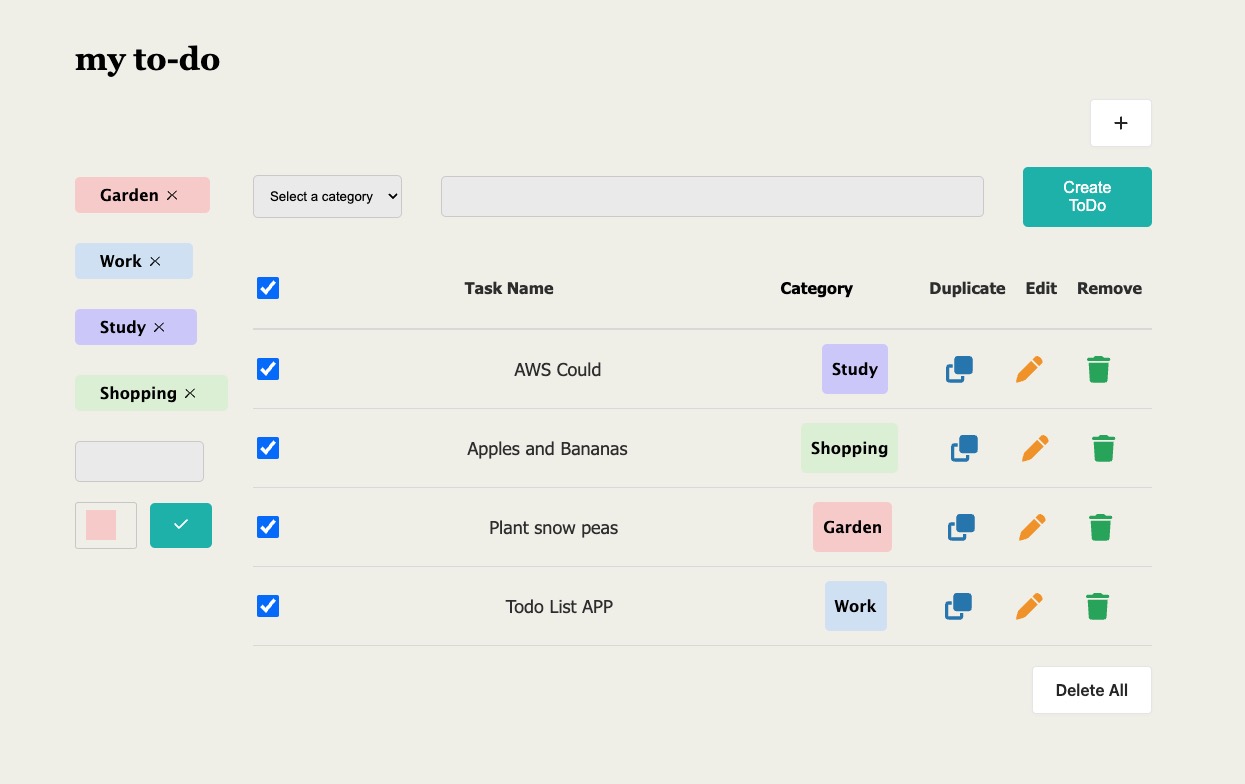 my to-do
+
Garden ×
Select a category
Create
ToDo
Work ×
Task Name Category Duplicate Edit Remove
Study ×
AWS Could Study
Shopping ×
Apples and Bananas Shopping
Plant snow peas Garden
Todo List APP Work
Delete All